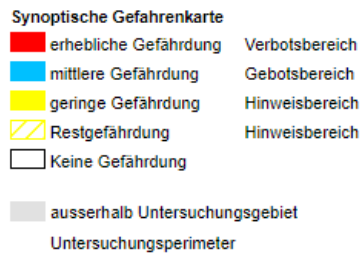 Synoptische Gefahrenkarte
erhebliche Gefährdung Verbotsbereich
mittlere Gefährdung Gebotsbereich
geringe Gefährdung Hinweisbereich
Restgefährdung Hinweisbereich
Keine Gefährdung
ausserhalb Untersuchungsgebiet
Untersuchungsperimeter